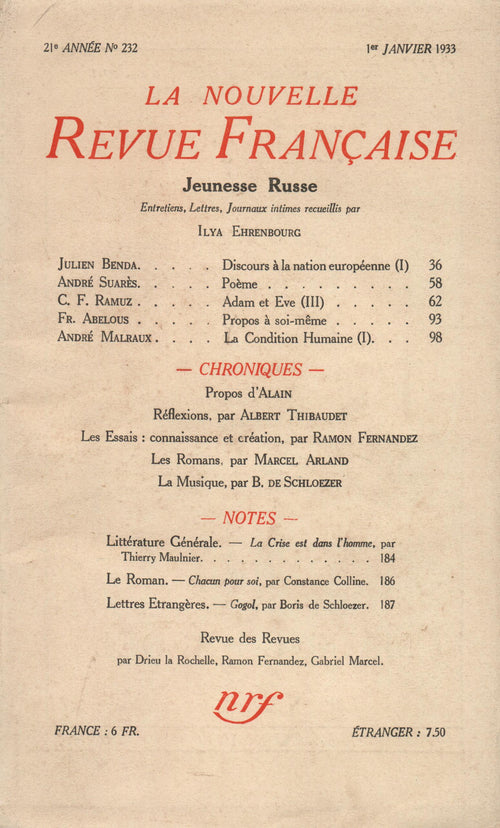 21e ANNÉE No 232 1er JANVIER 1933
LA NOUVELLE
REVUE FRANÇAISE
Jeunesse Russe
Entretiens, Lettres, Journaux intimes recueillis par
ILYA EHRENBOURG
JULIEN BENDA. . . . . Discours à la nation européenne (I) 36
ANDRÉ SUARÈS. . . . . Poème . . . . . . . . . . 58
C. F. RAMUZ . . . . . Adam et Eve (III) . . . . . 62
FR. ABELOUS . . . . . Propos à soi-même . . . . . 93
ANDRÉ MALRAUX . . . . La Condition Humaine (I). . . 98
— CHRONIQUES —
Propos d'ALAIN
Réflexions, par ALBERT THIBAUDET
Les Essais : connaissance et création, par RAMON FERNANDEZ
Les Romans, par MARCEL ARLAND
La Musique, par B. DE SCHLOEZER
— NOTES —
Littérature Générale. — La Crise est dans l'homme, par
Thierry Maulnier. . . . . . . . . . . . . 184
Le Roman. — Chacun pour soi, par Constance Colline. 186
Lettres Etrangères. — Gogol, par Boris de Schloezer. 187
Revue des Revues
par Drieu la Rochelle, Ramon Fernandez, Gabriel Marcel.
nrf
FRANCE : 6 FR. ÉTRANGER : 7.50